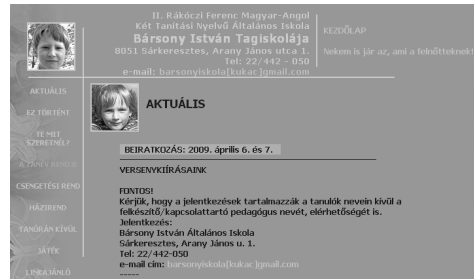 II. Rákóczi Ferenc Magyar-Angol
Két Tanítási Nyelvű Általános Iskola
Bársony István Tagiskolája
8051 Sárkeresztes, Arany János utca 1.
Tel: 22/442 - 050
e-mail: barsonyiskola[kukac]gmail.com
KEZDŐLAP
Nekem is jár az, ami a felnőtteknek!
AKTUÁLIS
EZ TÖRTÉNT
TE MIT
SZERETNÉL?
A TANÉV RENDJE
CSENGETÉSI REND
HÁZIREND
TANÓRÁN KÍVÜL
JÁTÉK
LINKAJÁNLÓ
AKTUÁLIS
BEIRATKOZÁS: 2009. április 6. és 7.
VERSENYKIÍRÁSAINK
FONTOS!
Kérjük, hogy a jelentkezések tartalmazzák a tanulók nevein kívül a
felkészítő/kapcsolattartó pedagógus nevét, elérhetőségét is.
Jelentkezés:
Bársony István Általános Iskola
Sárkeresztes, Arany János u. 1.
Tel: 22/442-050
e-mail cím: barsonyiskola[kukac]gmail.com
-----